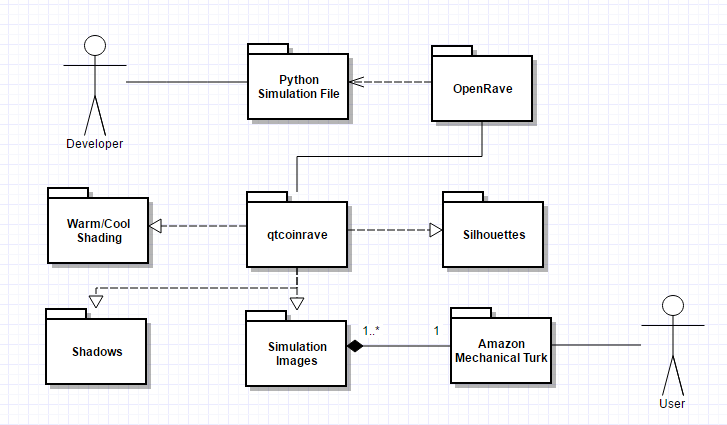 Python
Simulation File
OpenRave
Developer
Warm/Cool
Shading
qtcoinrave
Silhouettes
Shadows
Simulation
Images
1..*
1
Amazon
Mechanical Turk
User